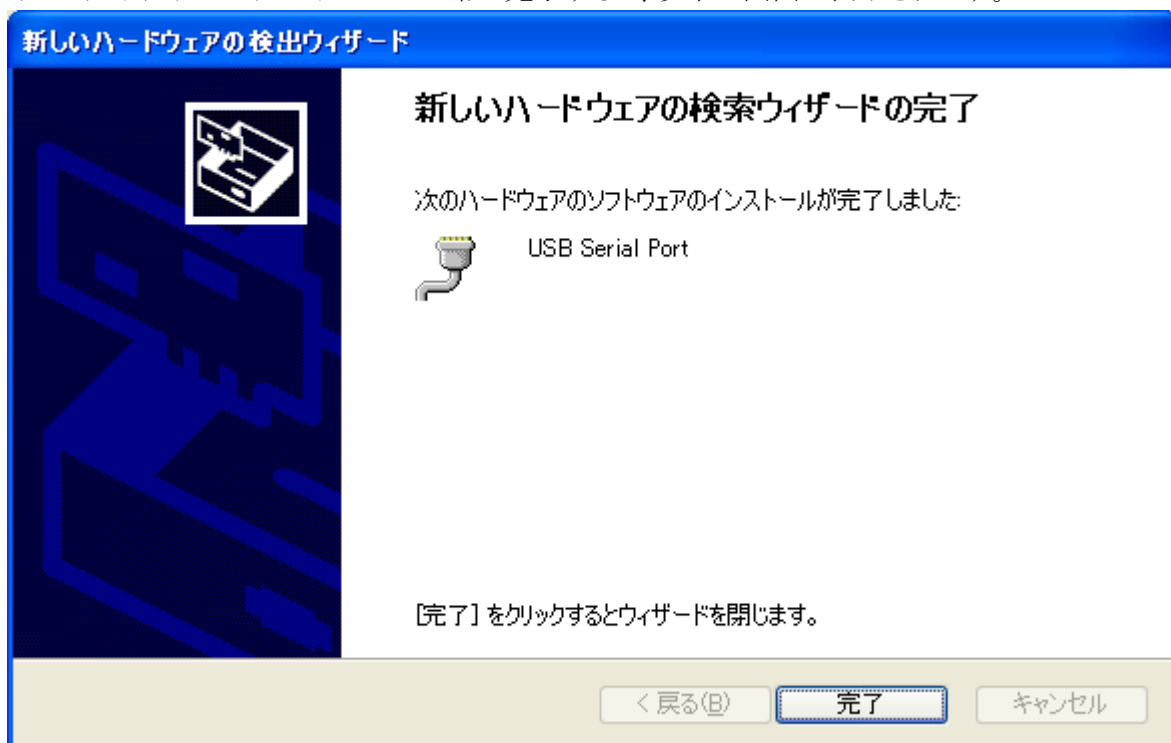 新しいハードウェアの検出ウィザード
新しいハードウェアの検索ウィザードの完了
次のハードウェアのソフトウェアのインストールが完了しました:
USB Serial Port
[完了] をクリックするとウィザードを閉じます。
< 戻る(B)
完了
キャンセル